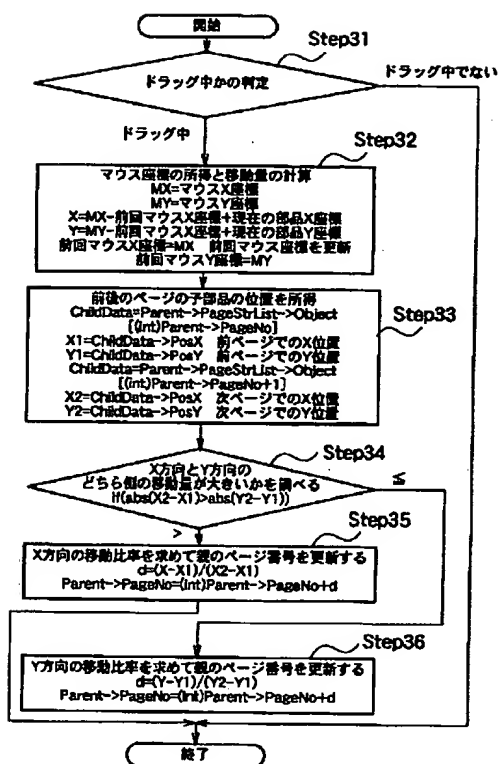 開始
Step31
ドラッグ中かの判定
ドラッグ中でない
ドラッグ中
Step32
マウス座標の所得と移動量の計算
MX=マウスX座標
MY=マウスY座標
X=MX-前回マウスX座標+現在の部品X座標
Y=MY-前回マウスY座標+現在の部品Y座標
前回マウスX座標=MX 前回マウス座標を更新
前回マウスY座標=MY
Step33
前後のページの子部品の位置を所得
ChildData=Parent->PageStrList->Object
[(int)Parent->PageNo]
X1=ChildData->PosX 前ページでのX位置
Y1=ChildData->PosY 前ページでのY位置
ChildData=Parent->PageStrList->Object
[(int)Parent->PageNo+1]
X2=ChildData->PosX 次ページでのX位置
Y2=ChildData->PosY 次ページでのY位置
Step34
X方向とY方向の
どちら側の移動量が大きいかを調べる
if(abs(X2-X1)>abs(Y2-Y1))
≦
>
Step35
X方向の移動比率を求めて親のページ番号を更新する
d=(X-X1)/(X2-X1)
Parent->PageNo=(int)Parent->PageNo+d
Step36
Y方向の移動比率を求めて親のページ番号を更新する
d=(Y-Y1)/(Y2-Y1)
Parent->PageNo=(int)Parent->PageNo+d
終了